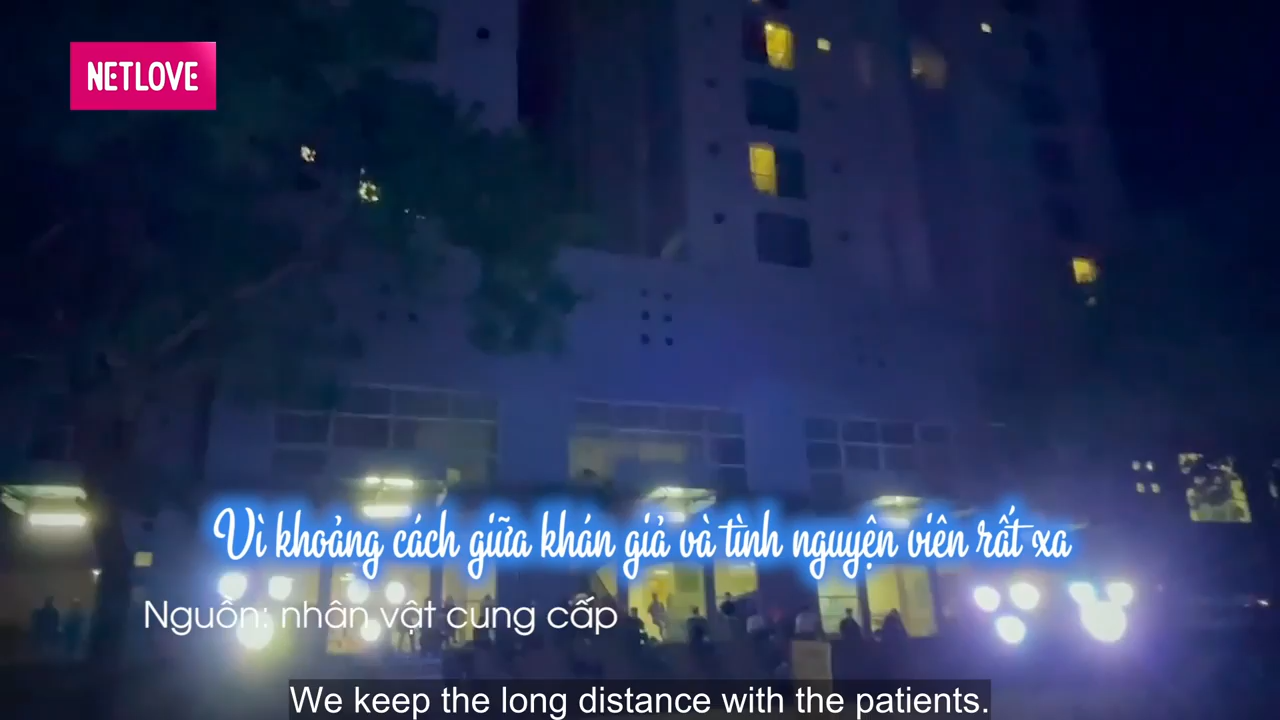 NETLOVE
Vì khoảng cách giữa khán giả và tình nguyện viên rất xa
Nguồn: nhân vật cung cấp
We keep the long distance with the patients.